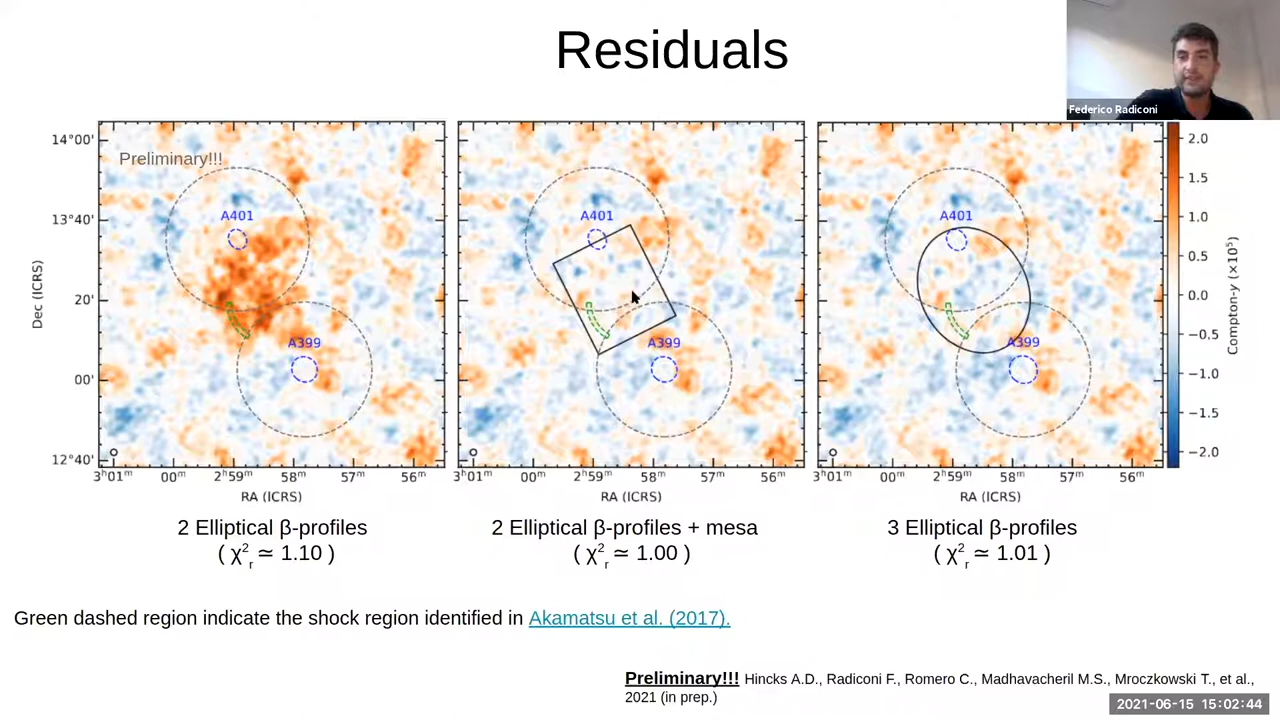 Residuals
Federico Radiconi
Preliminary!!!
14°00'
13°40'
20'
00'
12°40'
Dec (ICRS)
A401
A399
3ʰ01ᵐ 00ᵐ 2ʰ59ᵐ 58ᵐ 57ᵐ 56ᵐ
RA (ICRS)
A401
A399
3ʰ01ᵐ 00ᵐ 2ʰ59ᵐ 58ᵐ 57ᵐ 56ᵐ
RA (ICRS)
A401
A399
3ʰ01ᵐ 00ᵐ 2ʰ59ᵐ 58ᵐ 57ᵐ 56ᵐ
RA (ICRS)
2.0
1.5
1.0
0.5
0.0
−0.5
−1.0
−1.5
−2.0
Compton-y (×10⁵)
2 Elliptical β-profiles
( χ²ᵣ ≃ 1.10 )
2 Elliptical β-profiles + mesa
( χ²ᵣ ≃ 1.00 )
3 Elliptical β-profiles
( χ²ᵣ ≃ 1.01 )
Green dashed region indicate the shock region identified in Akamatsu et al. (2017).
Preliminary!!! Hincks A.D., Radiconi F., Romero C., Madhavacheril M.S., Mroczkowski T., et al.,
2021 (in prep.)
2021-06-15 15:02:44